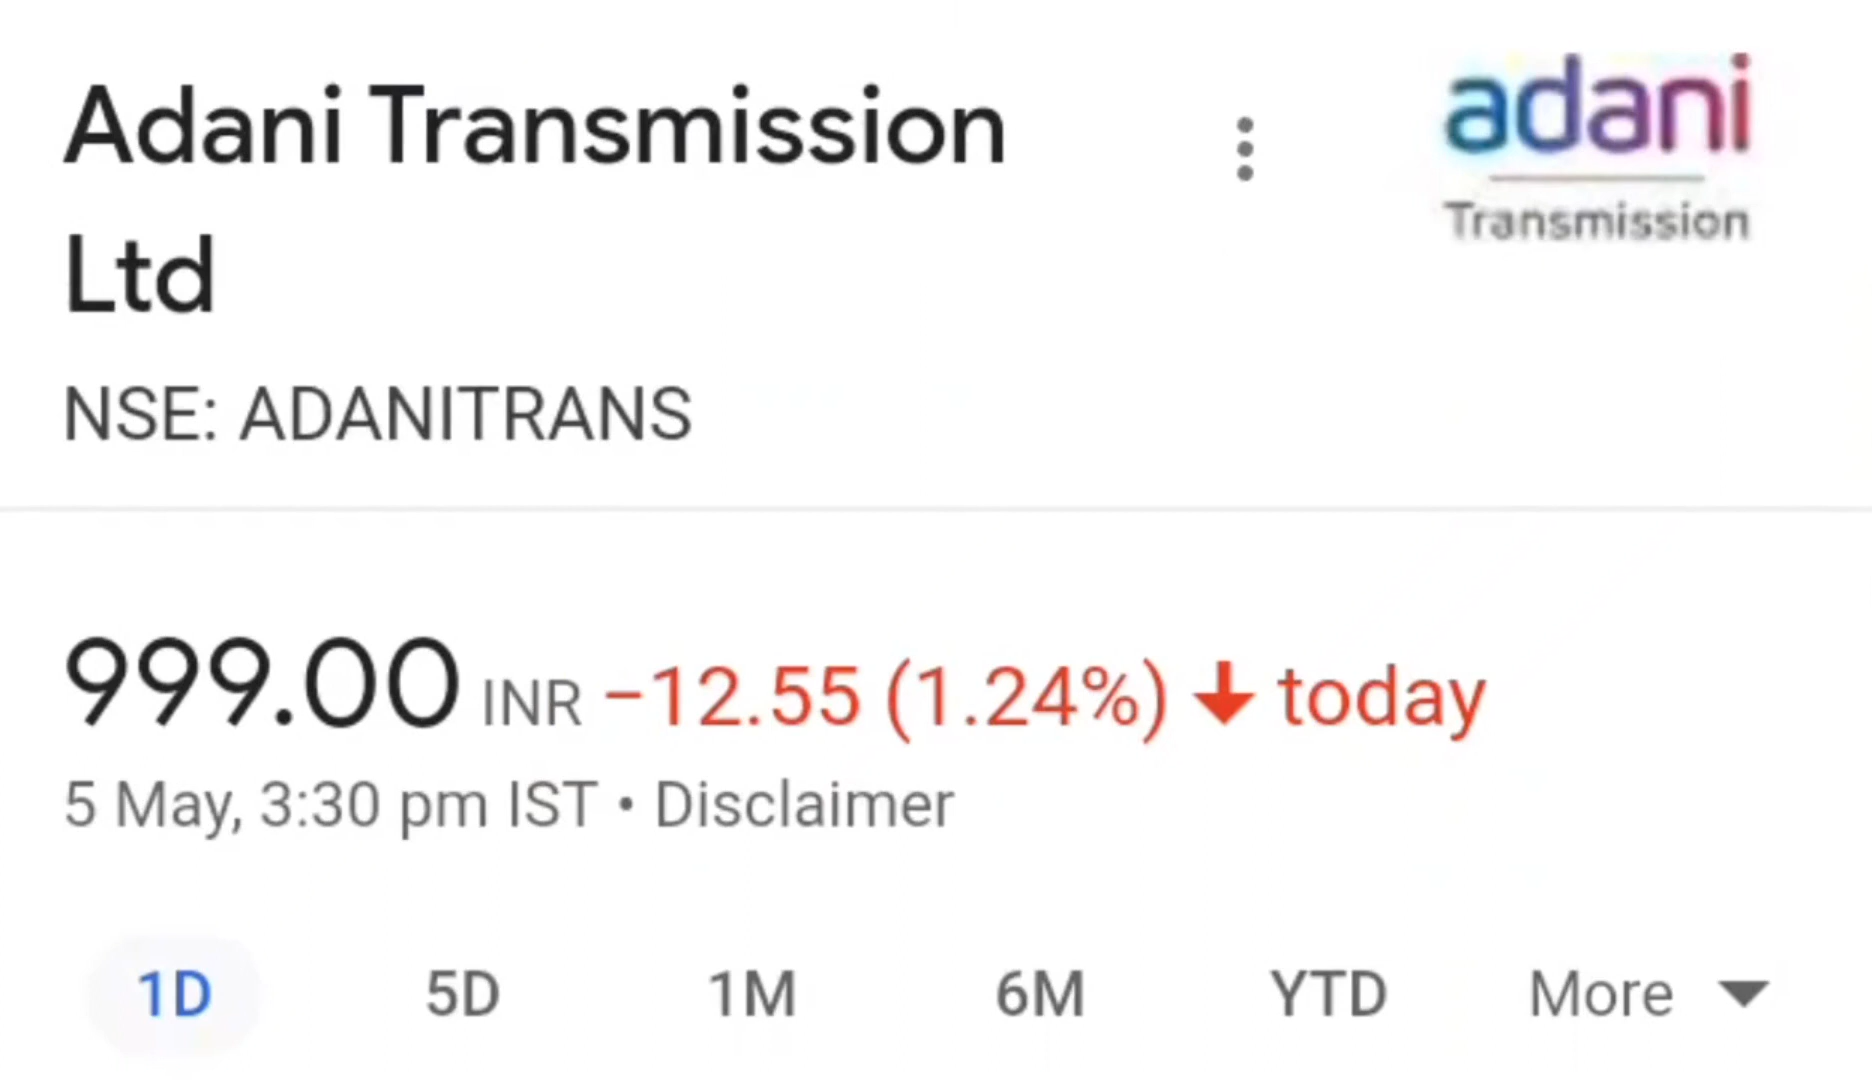 Adani Transmission
Ltd
adani
Transmission
NSE: ADANITRANS
999.00 INR −12.55 (1.24%) ↓ today
5 May, 3:30 pm IST • Disclaimer
1D 5D 1M 6M YTD More